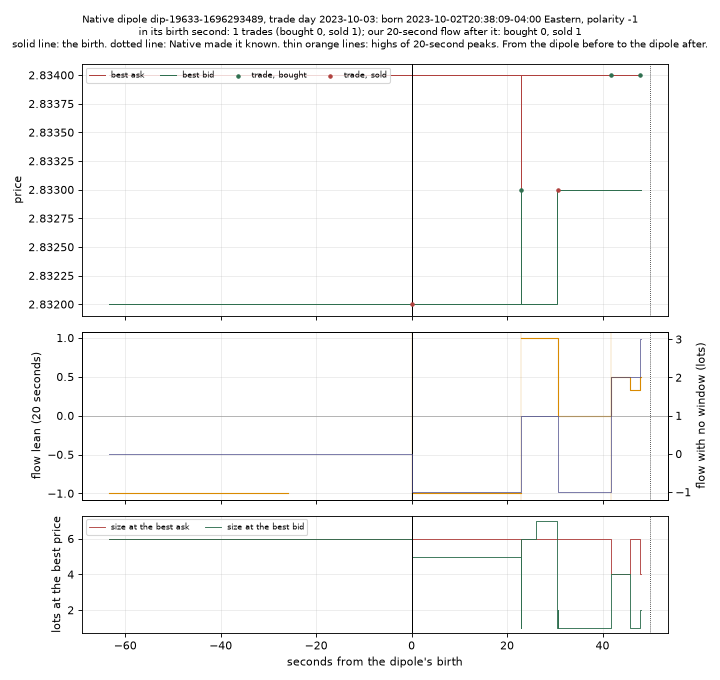 Native dipole dip-19633-1696293489, trade day 2023-10-03: born 2023-10-02T20:38:09-04:00 Eastern, polarity -1
in its birth second: 1 trades (bought 0, sold 1); our 20-second flow after it: bought 0, sold 1
solid line: the birth. dotted line: Native made it known. thin orange lines: highs of 20-second peaks. From the dipole before to the dipole after.
best ask best bid trade, bought trade, sold
2.83400
2.83375
2.83350
2.83325
2.83300
2.83275
2.83250
2.83225
2.83200
price
1.0
0.5
0.0
−0.5
−1.0
flow lean (20 seconds)
3
2
1
0
−1
flow with no window (lots)
size at the best ask size at the best bid
6
4
2
lots at the best price
−60 −40 −20 0 20 40
seconds from the dipole's birth